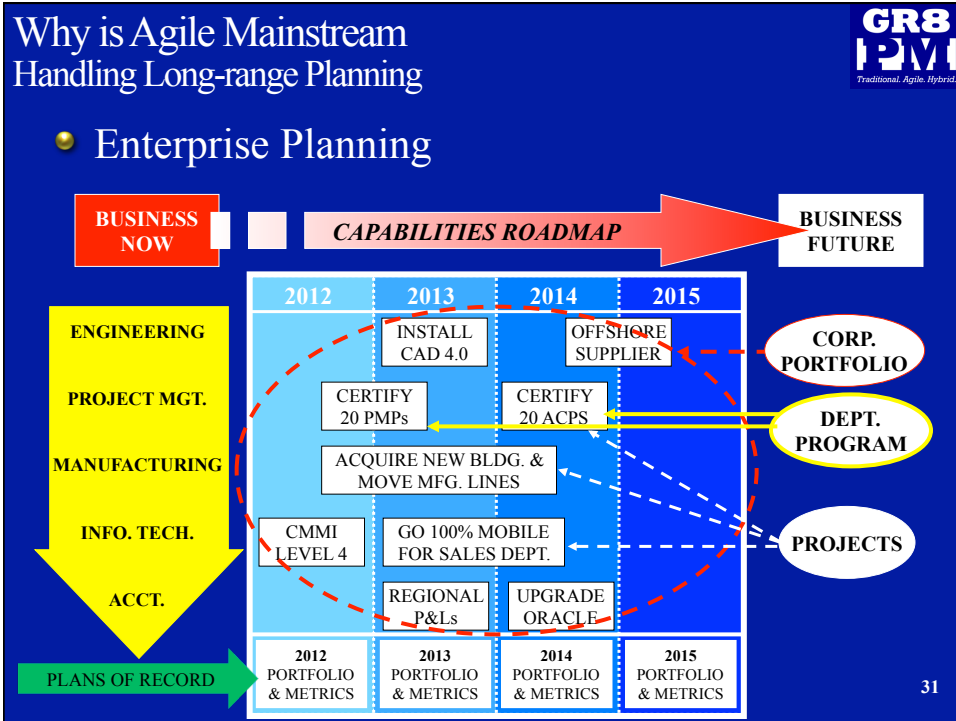 Why is Agile Mainstream
Handling Long-range Planning
GR8
PM
Traditional. Agile. Hybrid.
Enterprise Planning
BUSINESS
NOW
CAPABILITIES ROADMAP
BUSINESS
FUTURE
2012 2013 2014 2015
ENGINEERING
PROJECT MGT.
MANUFACTURING
INFO. TECH.
ACCT.
INSTALL
CAD 4.0
OFFSHORE
SUPPLIER
CERTIFY
20 PMPs
CERTIFY
20 ACPS
ACQUIRE NEW BLDG. &
MOVE MFG. LINES
CMMI
LEVEL 4
GO 100% MOBILE
FOR SALES DEPT.
REGIONAL
P&Ls
UPGRADE
ORACLE
CORP.
PORTFOLIO
DEPT.
PROGRAM
PROJECTS
PLANS OF RECORD
2012
PORTFOLIO
& METRICS
2013
PORTFOLIO
& METRICS
2014
PORTFOLIO
& METRICS
2015
PORTFOLIO
& METRICS
31